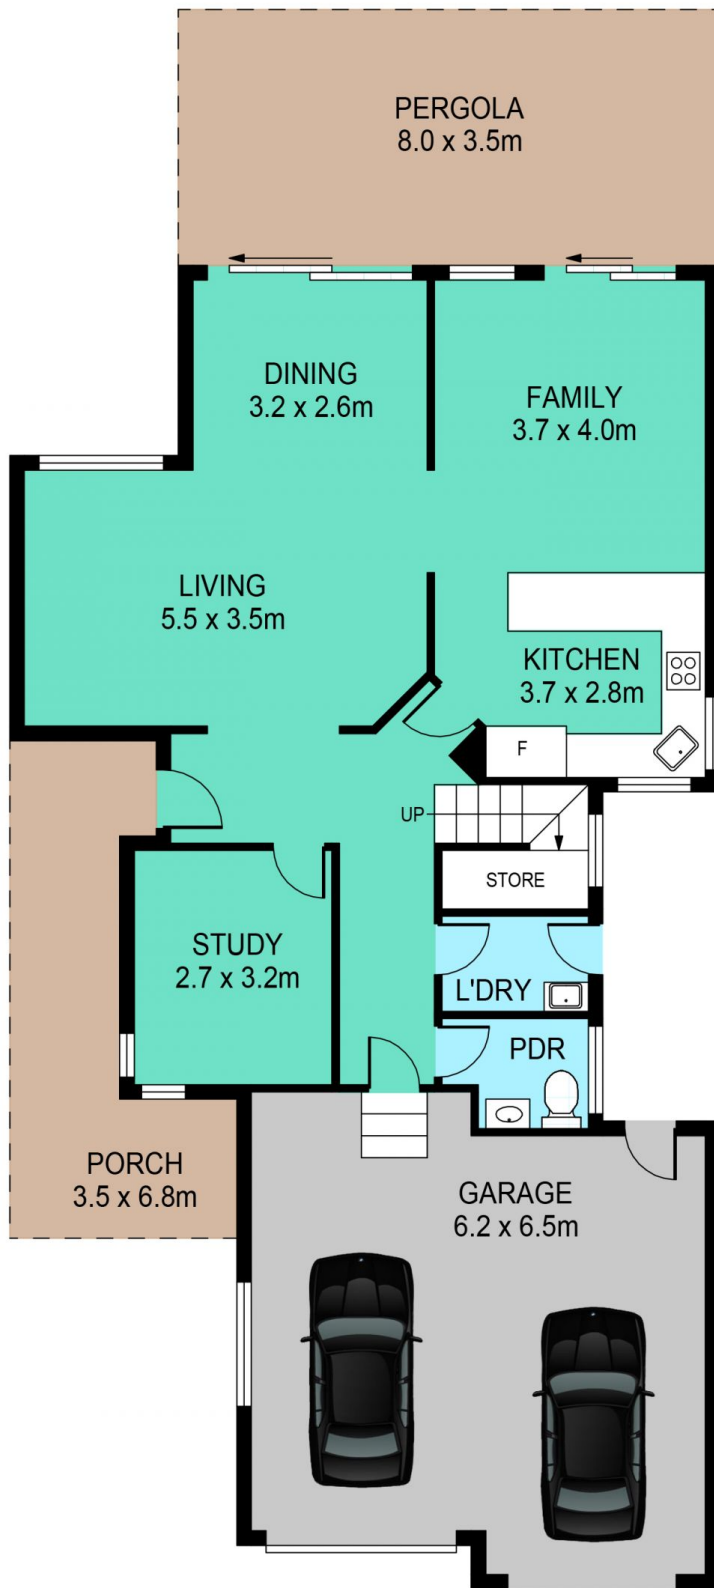 PERGOLA
8.0 x 3.5m
DINING
3.2 x 2.6m
FAMILY
3.7 x 4.0m
LIVING
5.5 x 3.5m
KITCHEN
3.7 x 2.8m
F
UP
STORE
STUDY
2.7 x 3.2m
L'DRY
PDR
PORCH
3.5 x 6.8m
GARAGE
6.2 x 6.5m